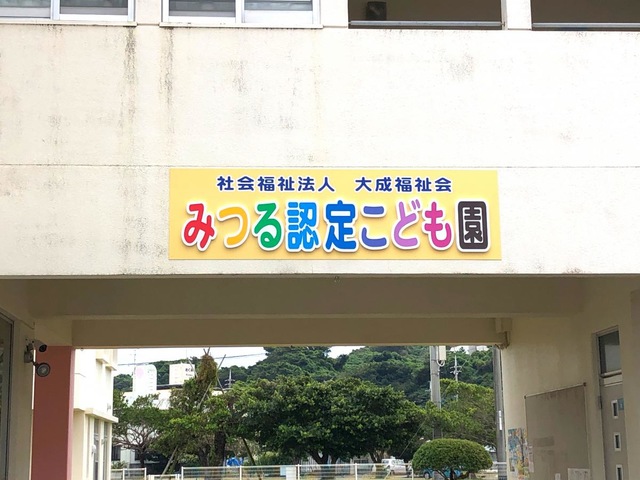 社会福祉法人　大成福祉会
みつる認定こども園